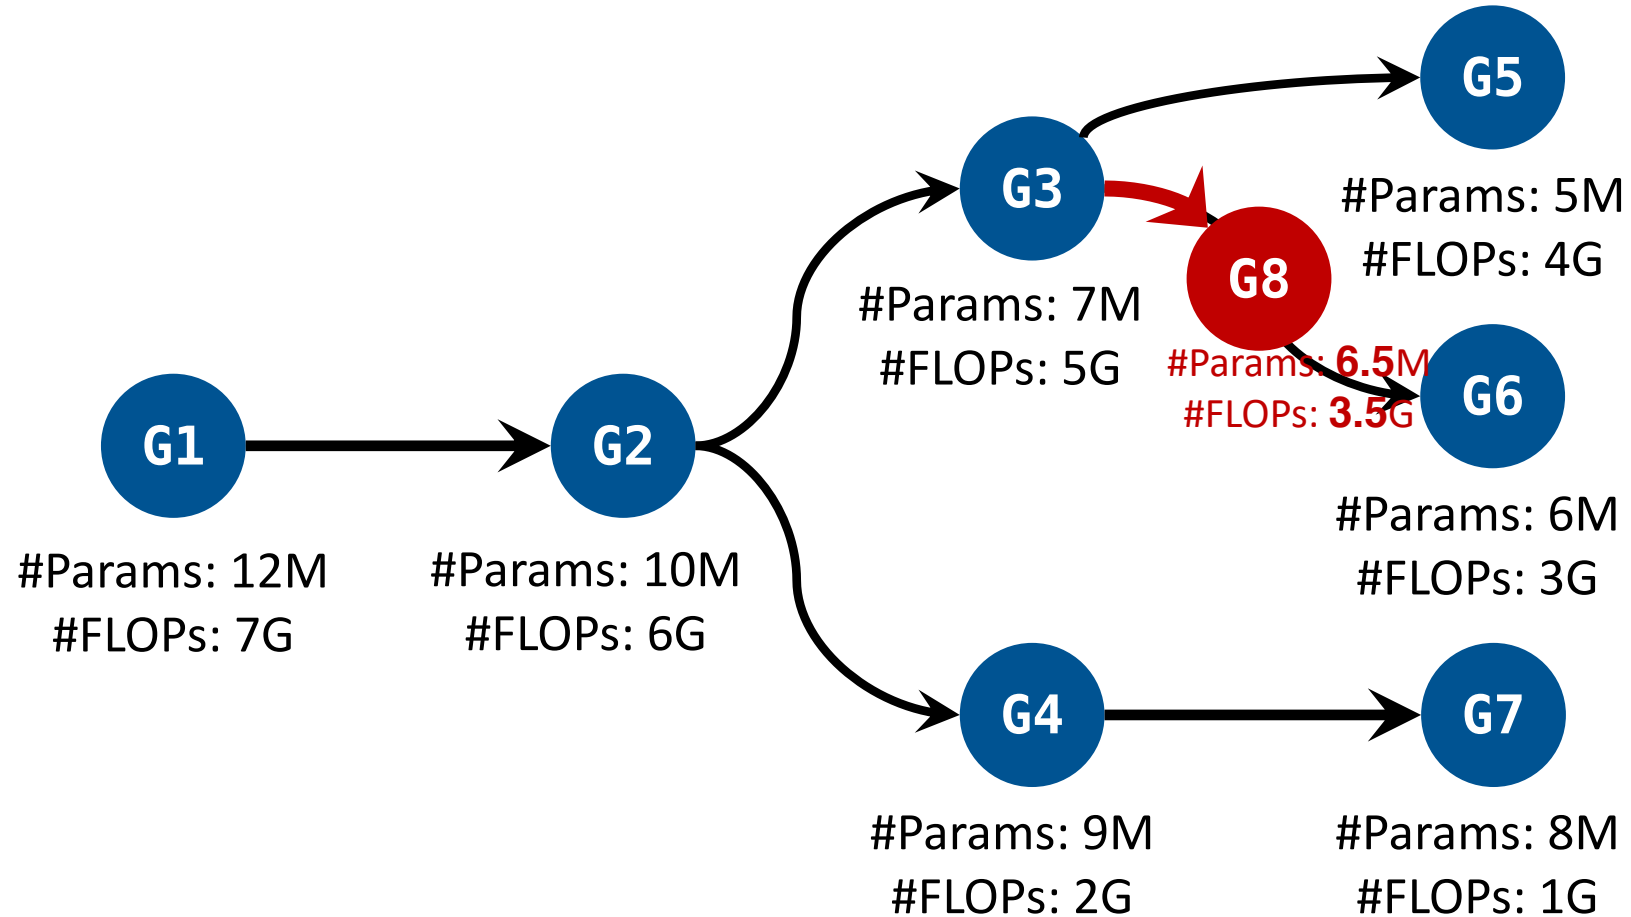 G5
#Params: 5M
#FLOPs: 4G
G3
#Params: 7M
#FLOPs: 5G
G8
#Params: 6.5M
#FLOPs: 3.5G
G6
#Params: 6M
#FLOPs: 3G
G1
#Params: 12M
#FLOPs: 7G
G2
#Params: 10M
#FLOPs: 6G
G4
#Params: 9M
#FLOPs: 2G
G7
#Params: 8M
#FLOPs: 1G